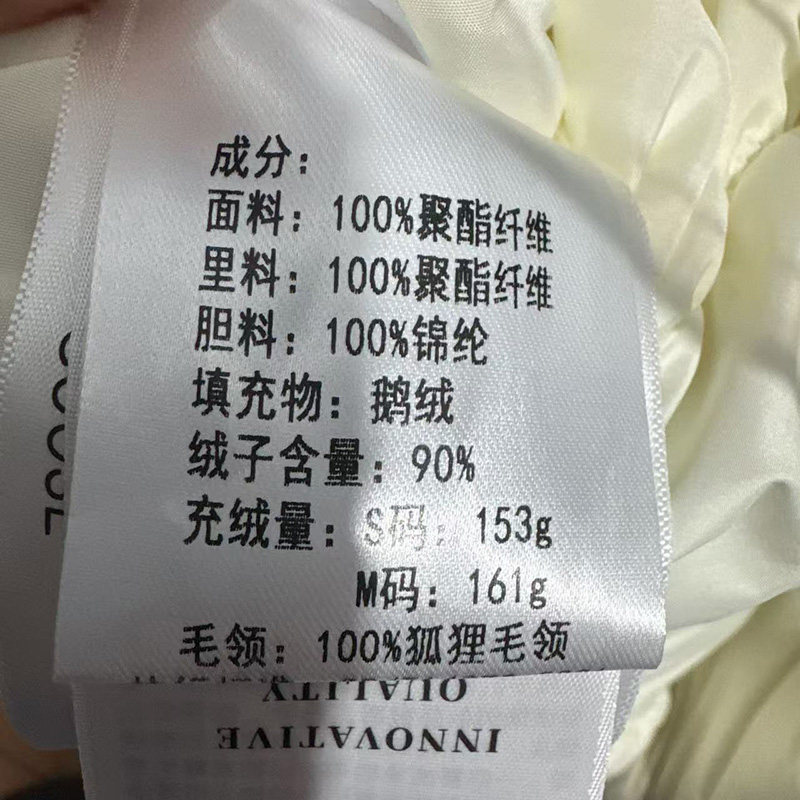 成分：
面料：100%聚酯纤维
里料：100%聚酯纤维
胆料：100%锦纶
填充物：鹅绒
绒子含量：90%
充绒量：S码：153g
M码：161g
毛领：100%狐狸毛领
QUALITY
INNOVATIVE